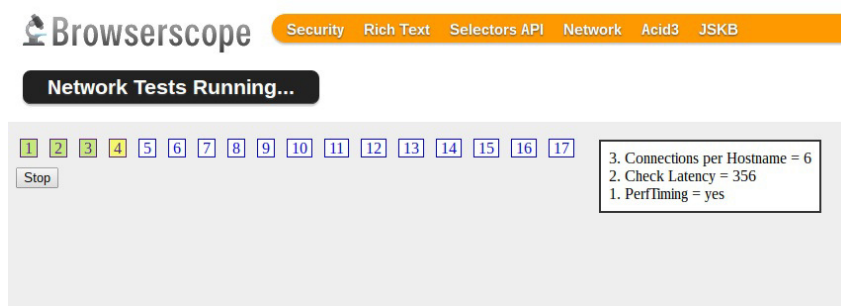 Browserscope
Security Rich Text Selectors API Network Acid3 JSKB
Network Tests Running...
1 2 3 4 5 6 7 8 9 10 11 12 13 14 15 16 17
Stop
3. Connections per Hostname = 6
2. Check Latency = 356
1. PerfTiming = yes